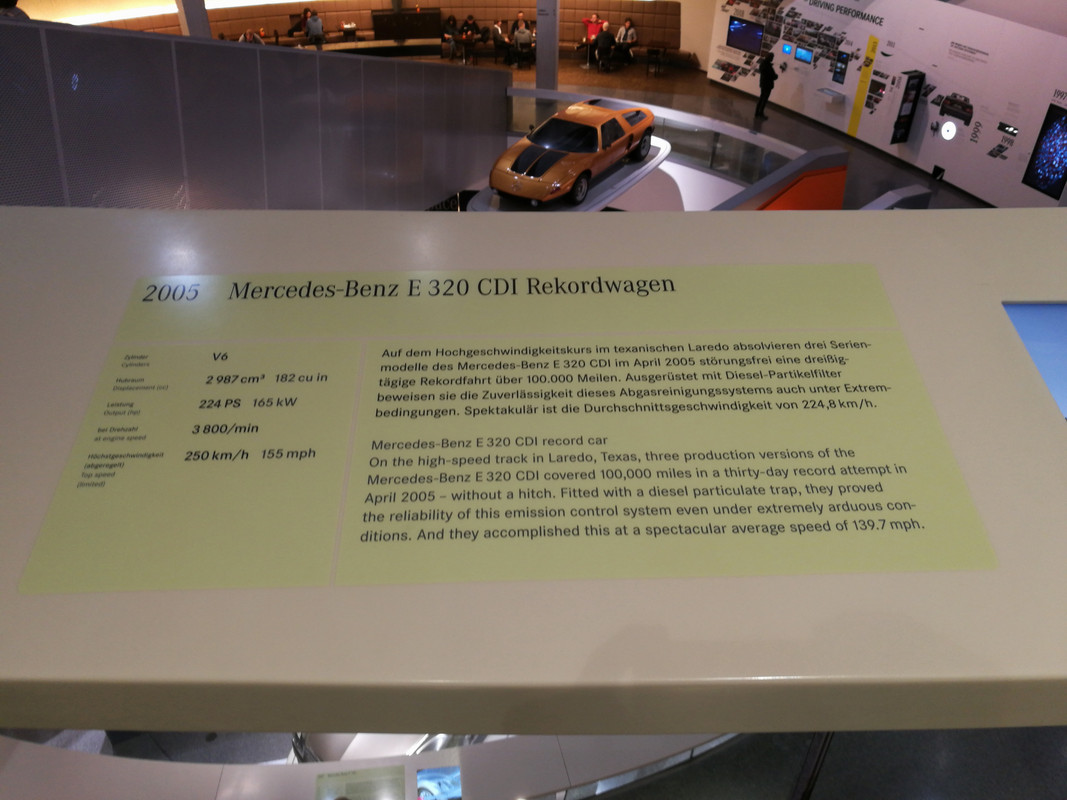 DRIVING PERFORMANCE
1997
1999
1998
2005 Mercedes-Benz E 320 CDI Rekordwagen
Zylinder
Cylinders
V6
Hubraum
Displacement (cc)
2 987 cm³ 182 cu in
Leistung
Output (hp)
224 PS 165 kW
bei Drehzahl
at engine speed
3 800/min
Höchstgeschwindigkeit
(abgeregelt)
Top speed
(limited)
250 km/h 155 mph
Auf dem Hochgeschwindigkeitskurs im texanischen Laredo absolvieren drei Serien-
modelle des Mercedes-Benz E 320 CDI im April 2005 störungsfrei eine dreißig-
tägige Rekordfahrt über 100.000 Meilen. Ausgerüstet mit Diesel-Partikelfilter
beweisen sie die Zuverlässigkeit dieses Abgasreinigungssystems auch unter Extrem-
bedingungen. Spektakulär ist die Durchschnittsgeschwindigkeit von 224,8 km/h.
Mercedes-Benz E 320 CDI record car
On the high-speed track in Laredo, Texas, three production versions of the
Mercedes-Benz E 320 CDI covered 100,000 miles in a thirty-day record attempt in
April 2005 – without a hitch. Fitted with a diesel particulate trap, they proved
the reliability of this emission control system even under extremely arduous con-
ditions. And they accomplished this at a spectacular average speed of 139.7 mph.